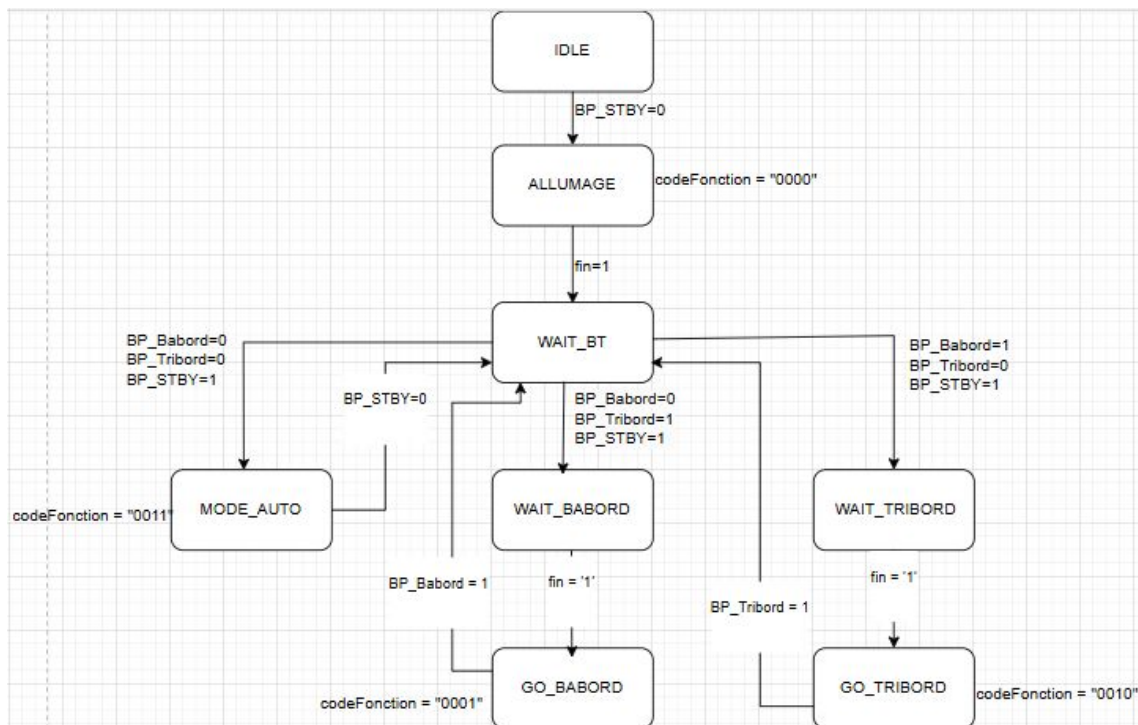 IDLE
BP_STBY=0
ALLUMAGE
codeFonction = "0000"
fin=1
WAIT_BT
BP_Babord=0
BP_Tribord=0
BP_STBY=1
BP_STBY=0
BP_Babord=0
BP_Tribord=1
BP_STBY=1
BP_Babord=1
BP_Tribord=0
BP_STBY=1
codeFonction = "0011"
MODE_AUTO
WAIT_BABORD
WAIT_TRIBORD
BP_Babord = 1
fin = '1'
BP_Tribord = 1
fin = '1'
codeFonction = "0001"
GO_BABORD
GO_TRIBORD
codeFonction = "0010"